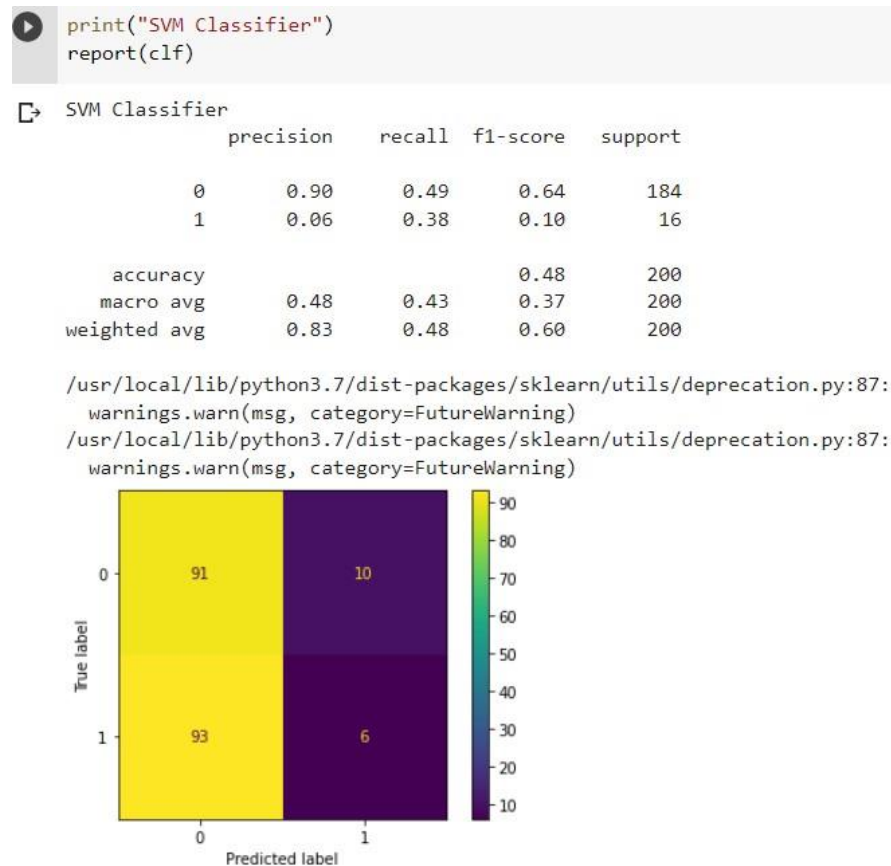 print("SVM Classifier")
report(clf)
SVM Classifier
precision recall f1-score support
0 0.90 0.49 0.64 184
1 0.06 0.38 0.10 16
accuracy 0.48 200
macro avg 0.48 0.43 0.37 200
weighted avg 0.83 0.48 0.60 200
/usr/local/lib/python3.7/dist-packages/sklearn/utils/deprecation.py:87:
warnings.warn(msg, category=FutureWarning)
/usr/local/lib/python3.7/dist-packages/sklearn/utils/deprecation.py:87:
warnings.warn(msg, category=FutureWarning)
90
80
0 91 10
70
60
True label
50
40
1 93 6
30
20
10
0 1
Predicted label